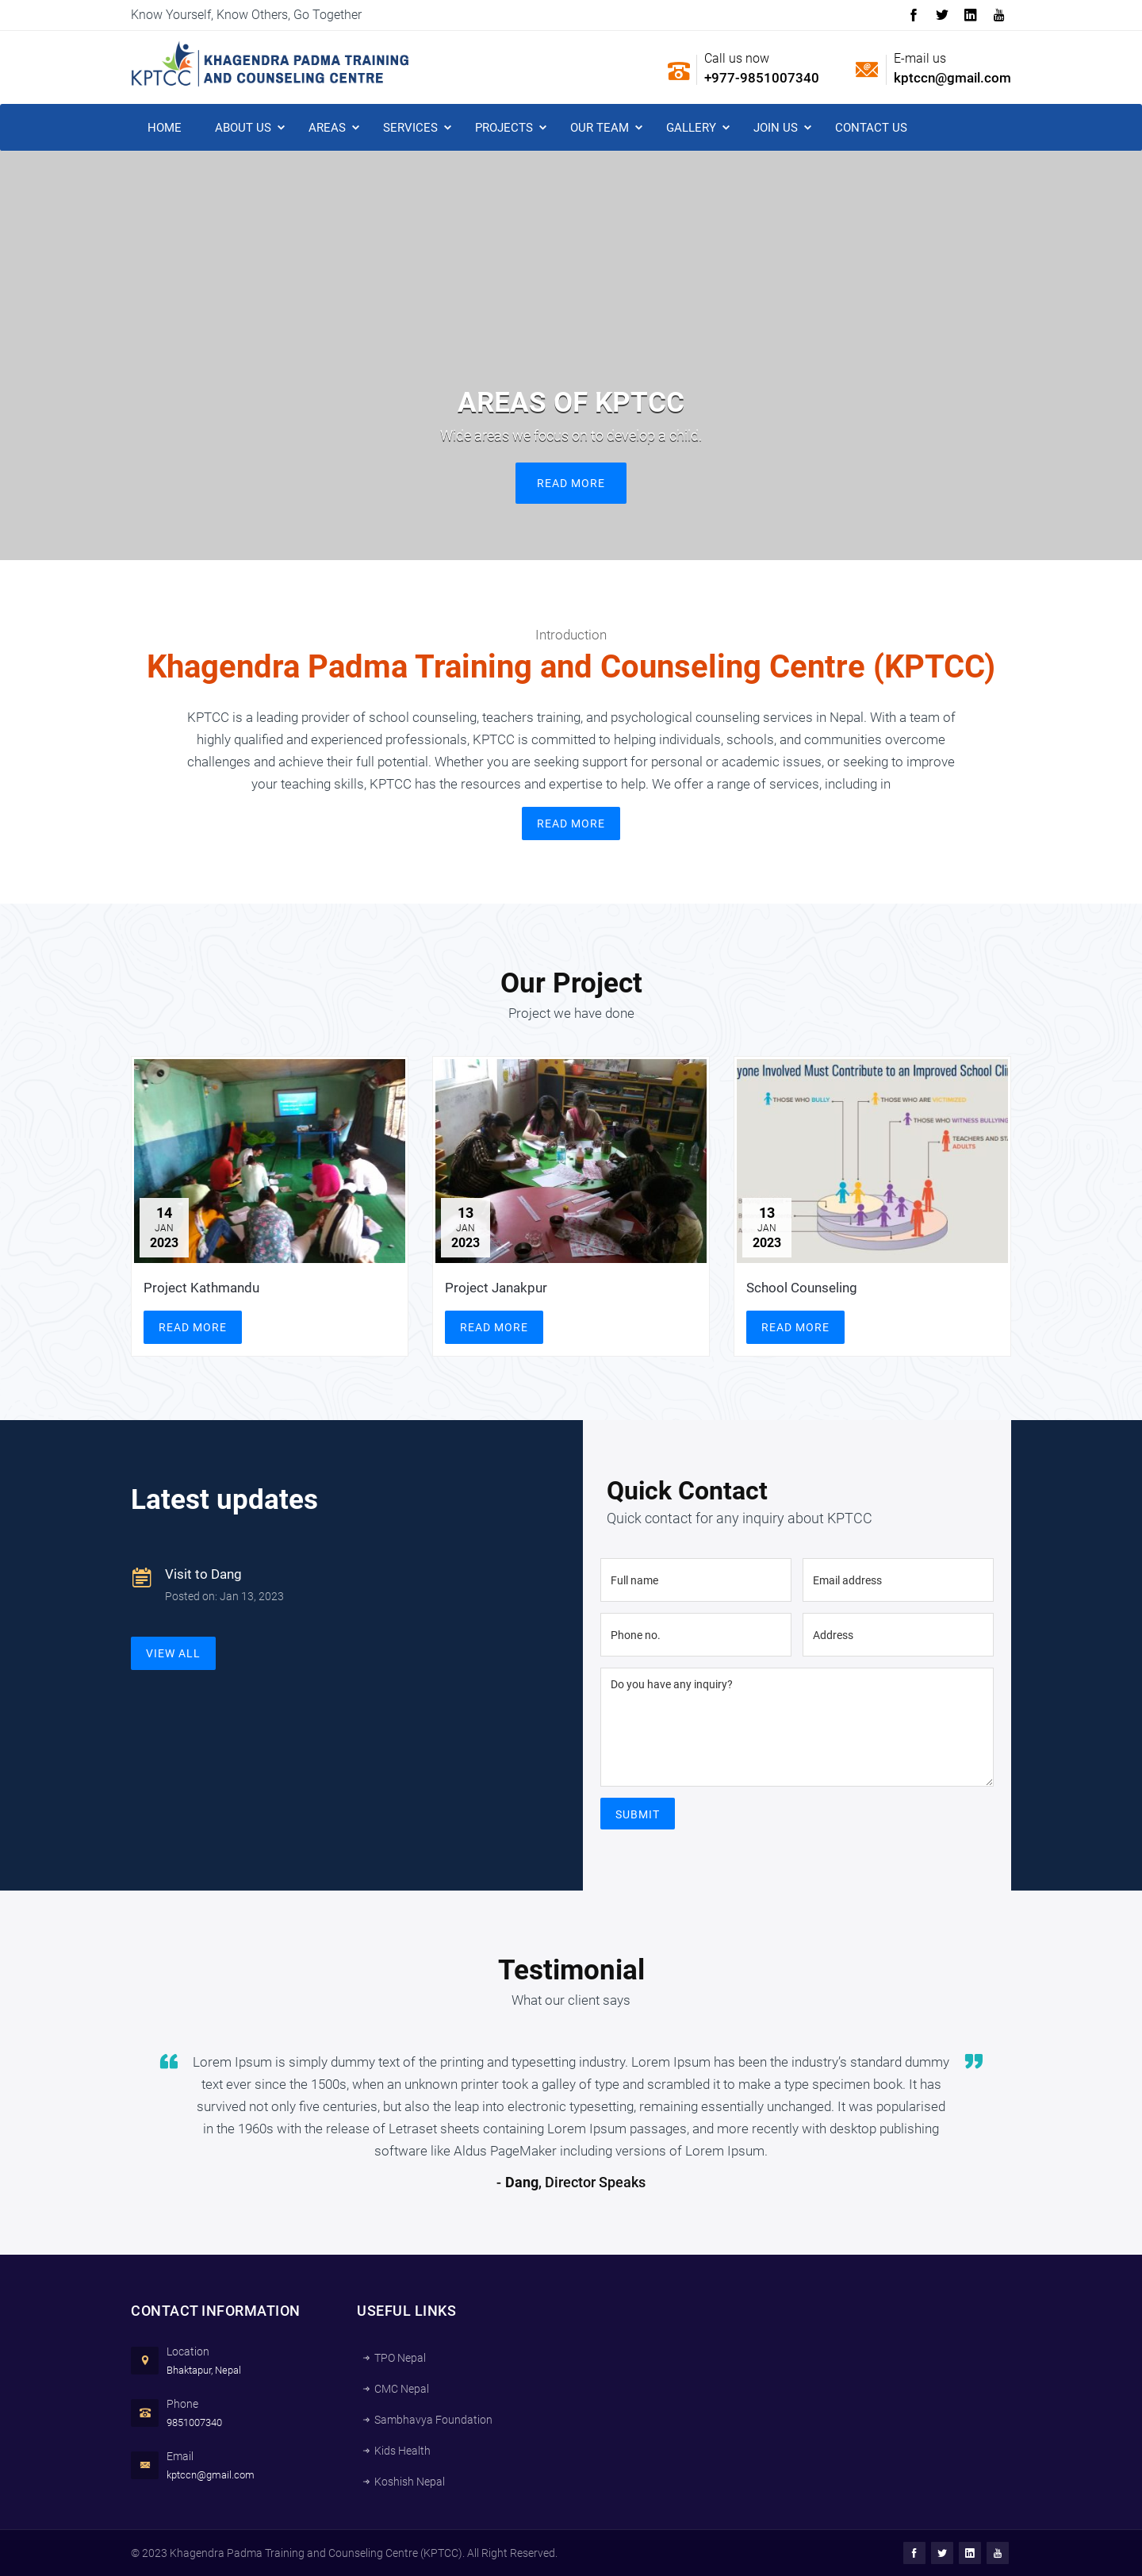 Know Yourself, Know Others, Go Together
KPTCC
KHAGENDRA PADMA TRAINING
AND COUNSELING CENTRE
Call us now
+977-9851007340
E-mail us
kptccn@gmail.com
HOME ABOUT US AREAS SERVICES PROJECTS OUR TEAM GALLERY JOIN US CONTACT US
AREAS OF KPTCC
Wide areas we focus on to develop a child.
READ MORE
Introduction
Khagendra Padma Training and Counseling Centre (KPTCC)
KPTCC is a leading provider of school counseling, teachers training, and psychological counseling services in Nepal. With a team of
highly qualified and experienced professionals, KPTCC is committed to helping individuals, schools, and communities overcome
challenges and achieve their full potential. Whether you are seeking support for personal or academic issues, or seeking to improve
your teaching skills, KPTCC has the resources and expertise to help. We offer a range of services, including in
READ MORE
Our Project
Project we have done
14
JAN
2023
Project Kathmandu
READ MORE
13
JAN
2023
Project Janakpur
READ MORE
yone Involved Must Contribute to an Improved School Cli
THOSE WHO BULLY
THOSE WHO ARE VICTIMIZED
THOSE WHO WITNESS BULLYING
TEACHERS AND STA
ADULTS
13
JAN
2023
School Counseling
READ MORE
Latest updates
Visit to Dang
Posted on: Jan 13, 2023
VIEW ALL
Quick Contact
Quick contact for any inquiry about KPTCC
Full name
Email address
Phone no.
Address
Do you have any inquiry?
SUBMIT
Testimonial
What our client says
Lorem Ipsum is simply dummy text of the printing and typesetting industry. Lorem Ipsum has been the industry's standard dummy
text ever since the 1500s, when an unknown printer took a galley of type and scrambled it to make a type specimen book. It has
survived not only five centuries, but also the leap into electronic typesetting, remaining essentially unchanged. It was popularised
in the 1960s with the release of Letraset sheets containing Lorem Ipsum passages, and more recently with desktop publishing
software like Aldus PageMaker including versions of Lorem Ipsum.
- Dang, Director Speaks
CONTACT INFORMATION
Location
Bhaktapur, Nepal
Phone
9851007340
Email
kptccn@gmail.com
USEFUL LINKS
TPO Nepal
CMC Nepal
Sambhavya Foundation
Kids Health
Koshish Nepal
© 2023 Khagendra Padma Training and Counseling Centre (KPTCC). All Right Reserved.